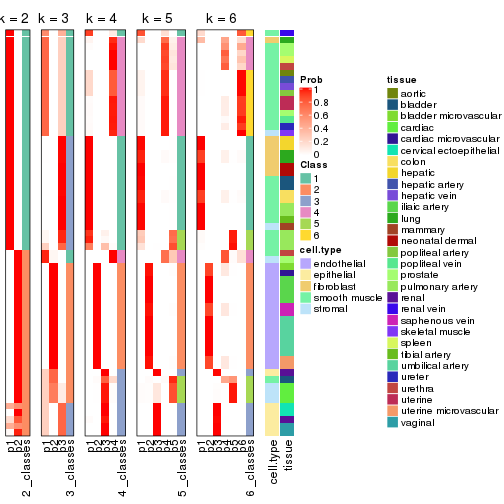 k = 2 k = 3 k = 4 k = 5 k = 6
Prob
1
0.8
0.6
0.4
0.2
0
Class
1
2
3
4
5
6
cell.type
endothelial
epithelial
fibroblast
smooth muscle
stromal
tissue
aortic
bladder
bladder microvascular
cardiac
cardiac microvascular
cervical ectoepithelial
colon
hepatic
hepatic artery
hepatic vein
iliaic artery
lung
mammary
neonatal dermal
popliteal artery
popliteal vein
prostate
pulmonary artery
renal
renal vein
saphenous vein
skeletal muscle
spleen
tibial artery
umbilical artery
ureter
urethra
uterine
uterine microvascular
vaginal
p1 p2 2_classes p1 p2 p3 3_classes p1 p2 p3 p4 4_classes p1 p2 p3 p4 p5 5_classes p1 p2 p3 p4 p5 p6 6_classes cell.type tissue